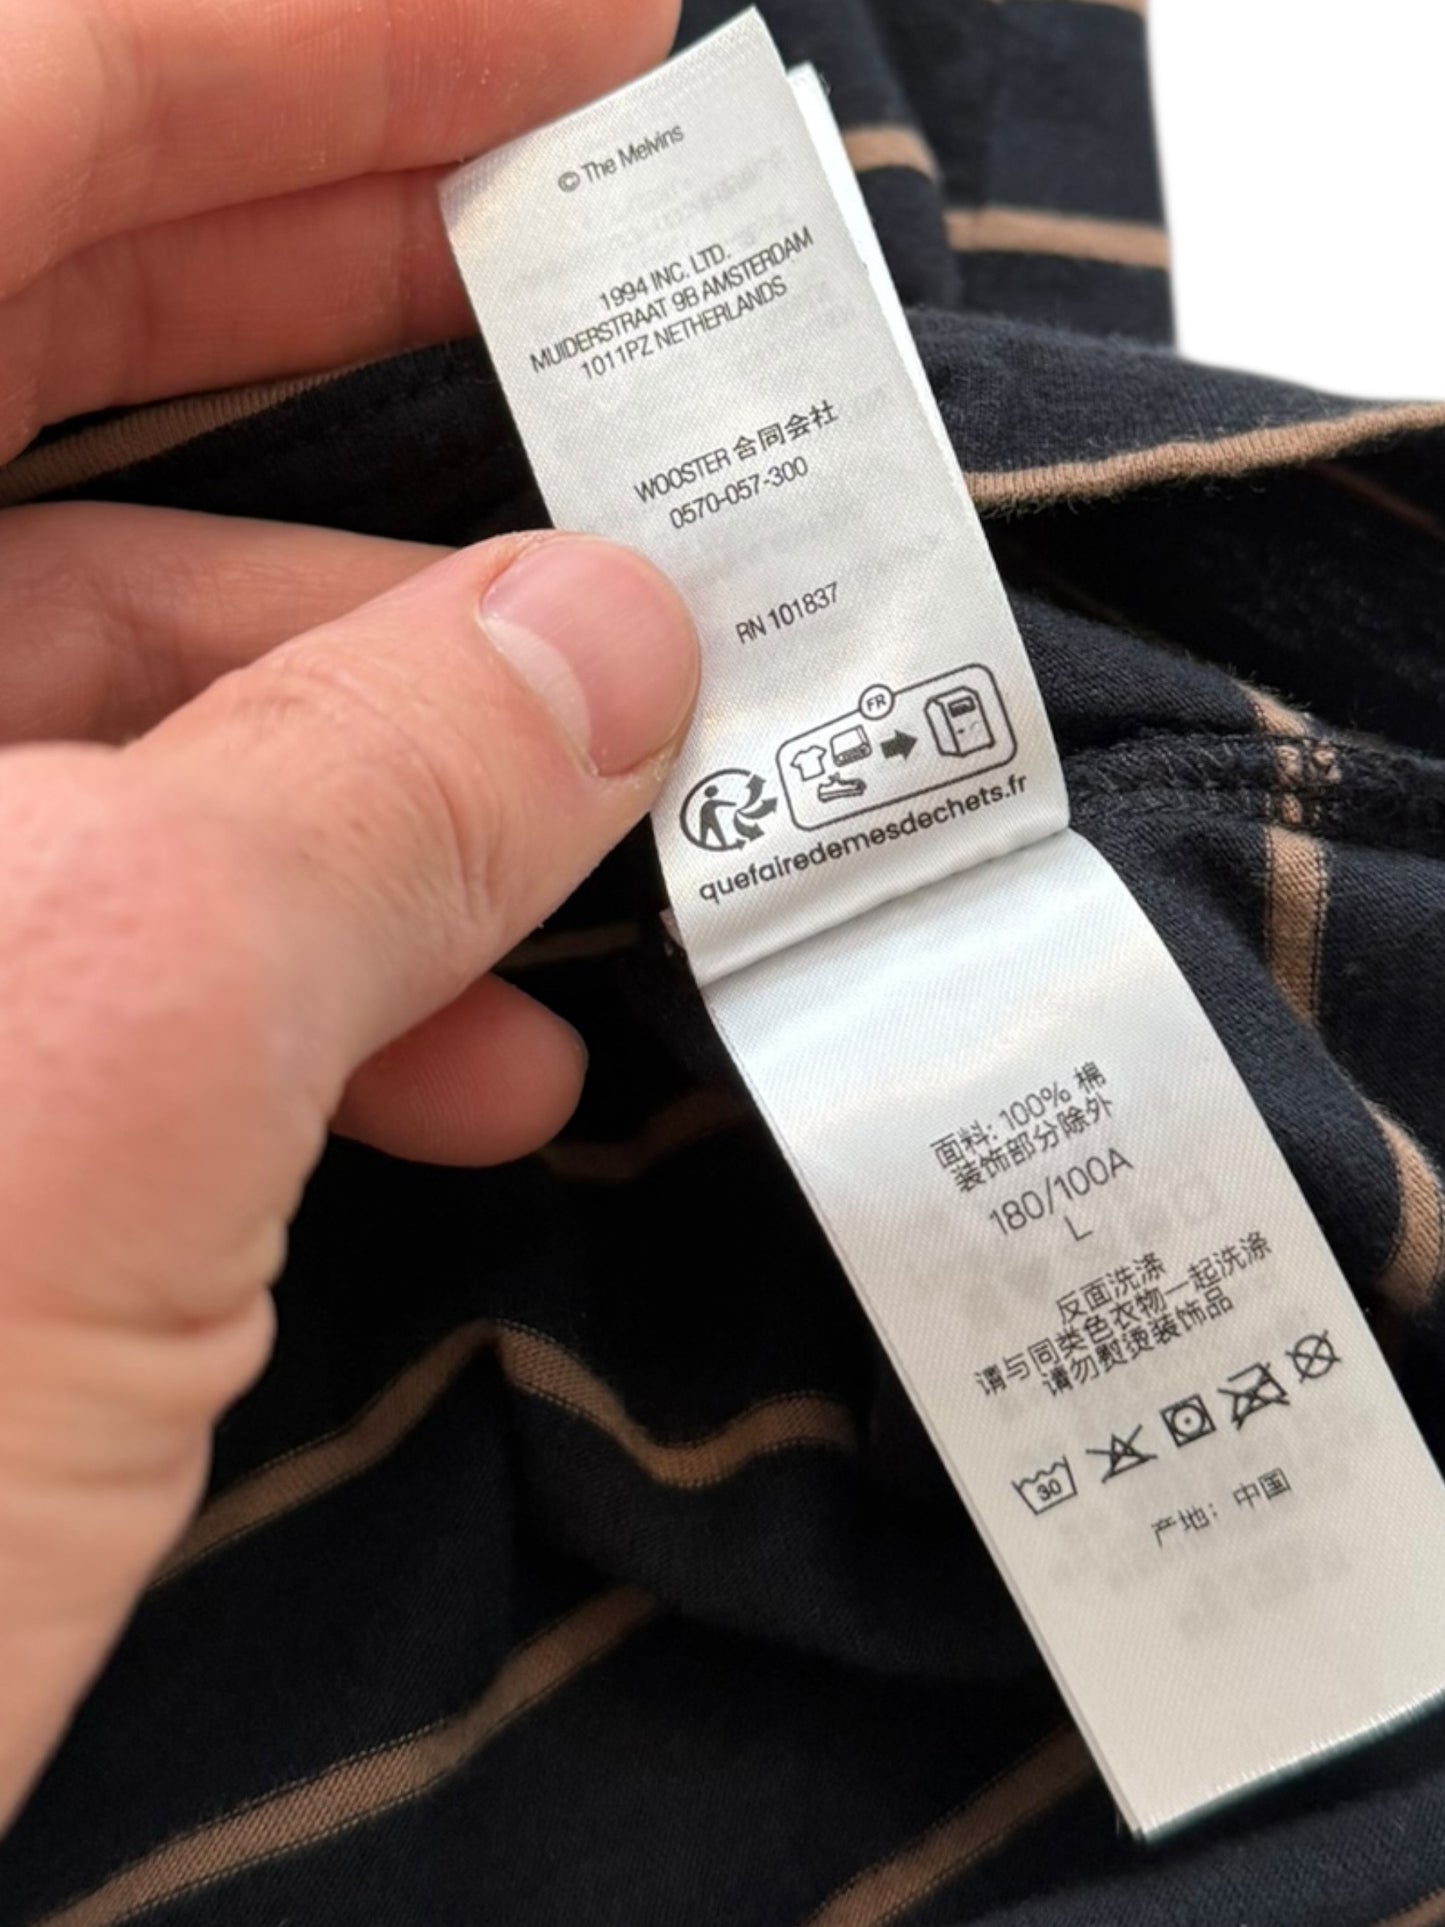 © The Melvins
1994 INC. LTD.
MUIDERSTRAAT 9B AMSTERDAM
1011PZ NETHERLANDS
WOOSTER 合同会社
0570-057-300
RN 101837
FR
quefairedemesdechets.fr
面料: 100% 棉
装饰部分除外
180/100A
L
反面洗涤
请与同类色衣物一起洗涤
请勿熨烫装饰品
30
产地: 中国